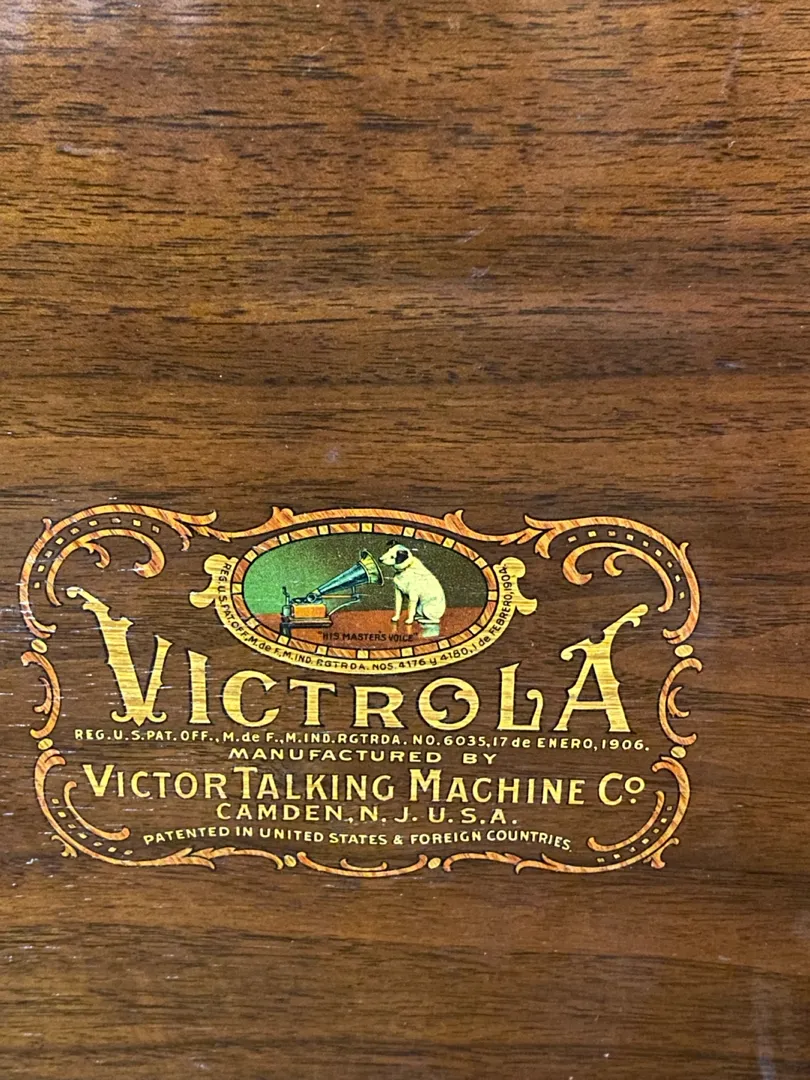 "HIS MASTER'S VOICE"
REG.U.S.PAT.OFF.M.de F.M.IND.RGTRDA.NOS.4176 y 4180,1 de FEBRERO,1904
VICTROLA
REG.U.S.PAT.OFF.,M.de F.,M.IND.RGTRDA. NO.6035,17 de ENERO,1906.
MANUFACTURED BY
VICTOR TALKING MACHINE Co.
CAMDEN, N. J. U. S. A.
PATENTED IN UNITED STATES & FOREIGN COUNTRIES.